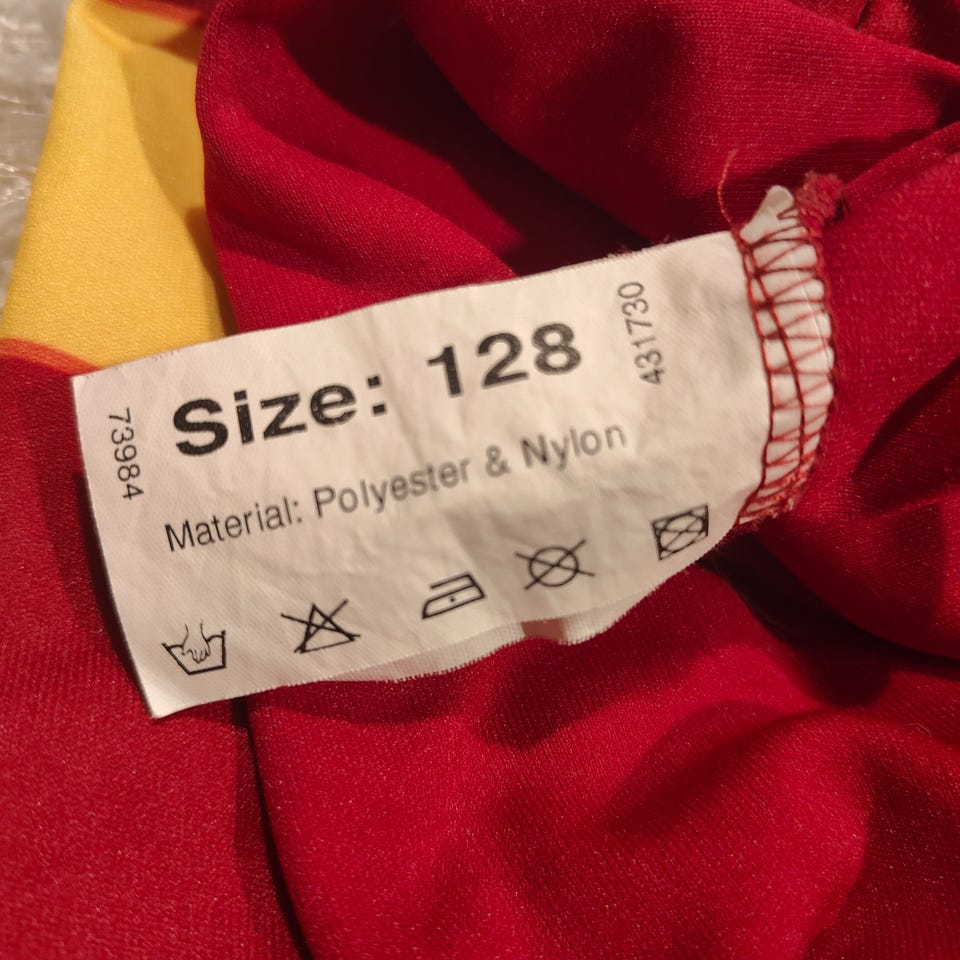 Size: 128
Material: Polyester & Nylon
73984
431730